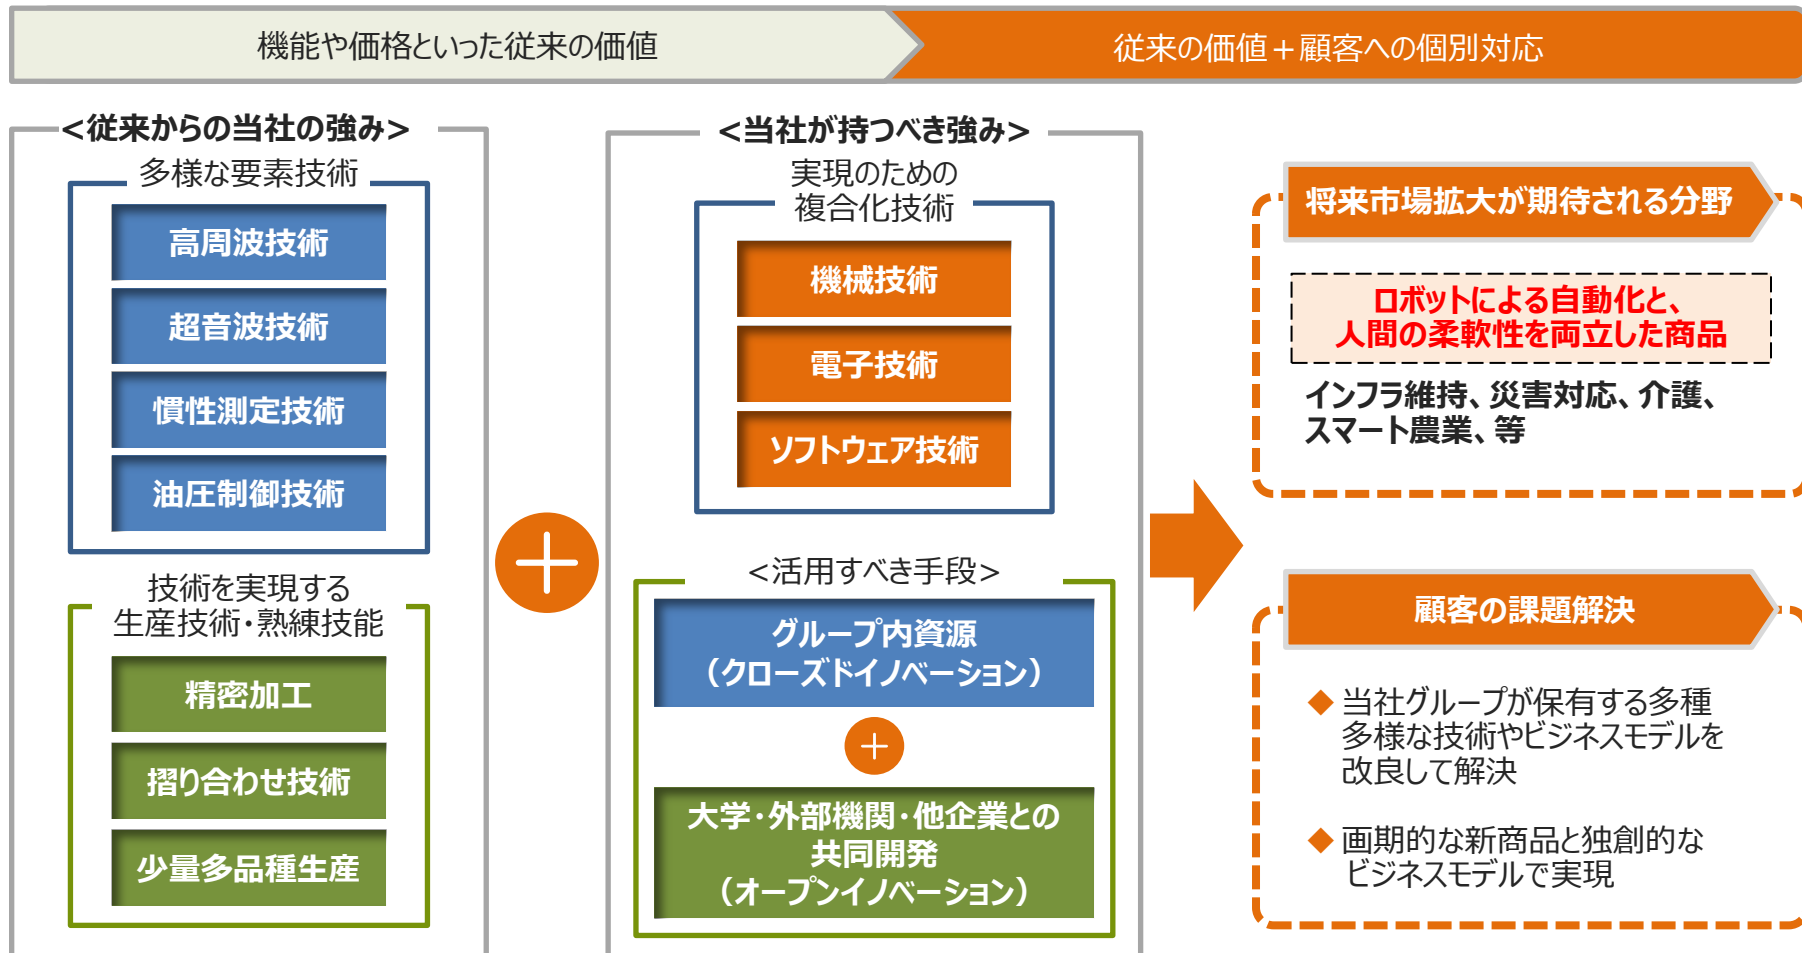 機能や価格といった従来の価値
従来の価値＋顧客への個別対応
<従来からの当社の強み>
多様な要素技術
高周波技術
超音波技術
慣性測定技術
油圧制御技術
技術を実現する
生産技術・熟練技能
精密加工
摺り合わせ技術
少量多品種生産
<当社が持つべき強み>
実現のための
複合化技術
機械技術
電子技術
ソフトウェア技術
<活用すべき手段>
グループ内資源
（クローズドイノベーション）
大学・外部機関・他企業との
共同開発
（オープンイノベーション）
将来市場拡大が期待される分野
ロボットによる自動化と、
人間の柔軟性を両立した商品
インフラ維持、災害対応、介護、
スマート農業、等
顧客の課題解決
◆ 当社グループが保有する多種
多様な技術やビジネスモデルを
改良して解決
◆ 画期的な新商品と独創的な
ビジネスモデルで実現